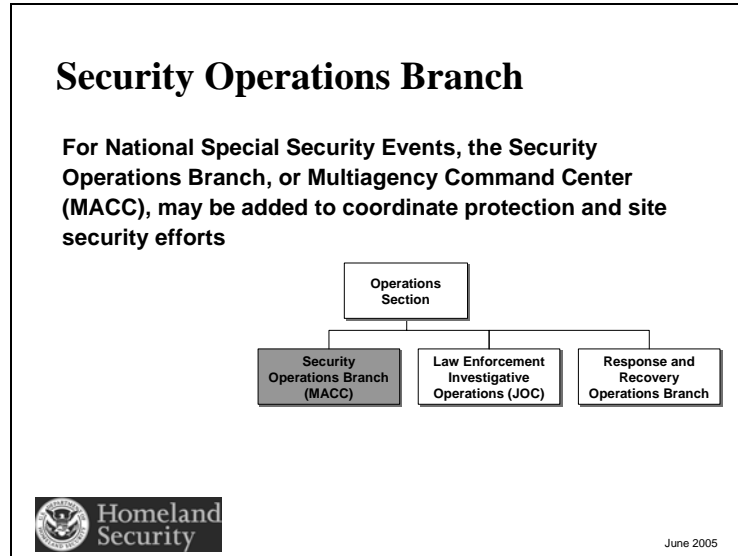 Security Operations Branch
For National Special Security Events, the Security
Operations Branch, or Multiagency Command Center
(MACC), may be added to coordinate protection and site
security efforts
Operations
Section
Security
Operations Branch
(MACC)
Law Enforcement
Investigative
Operations (JOC)
Response and
Recovery
Operations Branch
Homeland
Security
June 2005